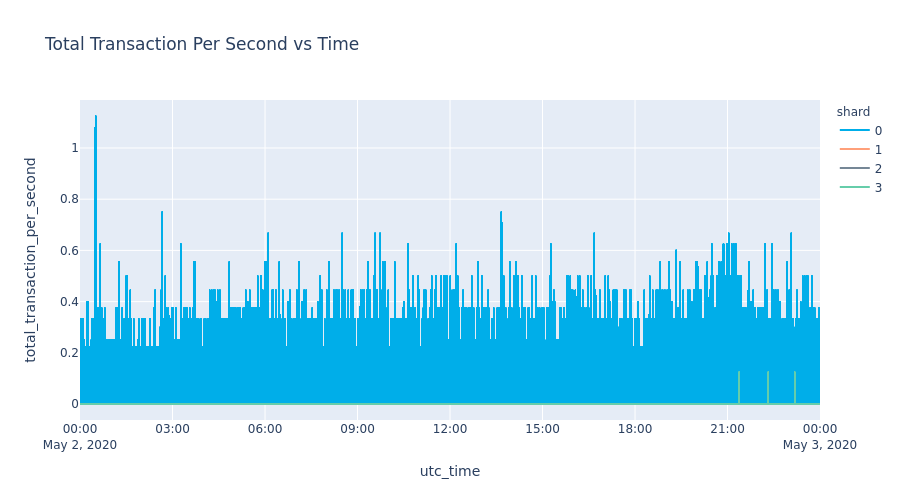 Total Transaction Per Second vs Time
shard
0
1
2
3
total_transaction_per_second
1
0.8
0.6
0.4
0.2
0
00:00 03:00 06:00 09:00 12:00 15:00 18:00 21:00 00:00
May 2, 2020 May 3, 2020
utc_time